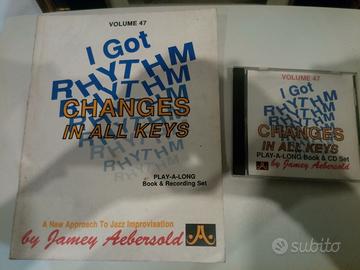 VOLUME 47
I Got
RHYTHM
RHYTHM
CHANGES
IN ALL KEYS
RHYTHM
PLAY-A-LONG
Book & Recording Set
A New Approach To Jazz Improvisation
by Jamey Aebersold
VOLUME 47
I Got
RHYTHM
CHANGES
IN ALL KEYS
PLAY-A-LONG Book & CD Set
by Jamey Aebersold
subito